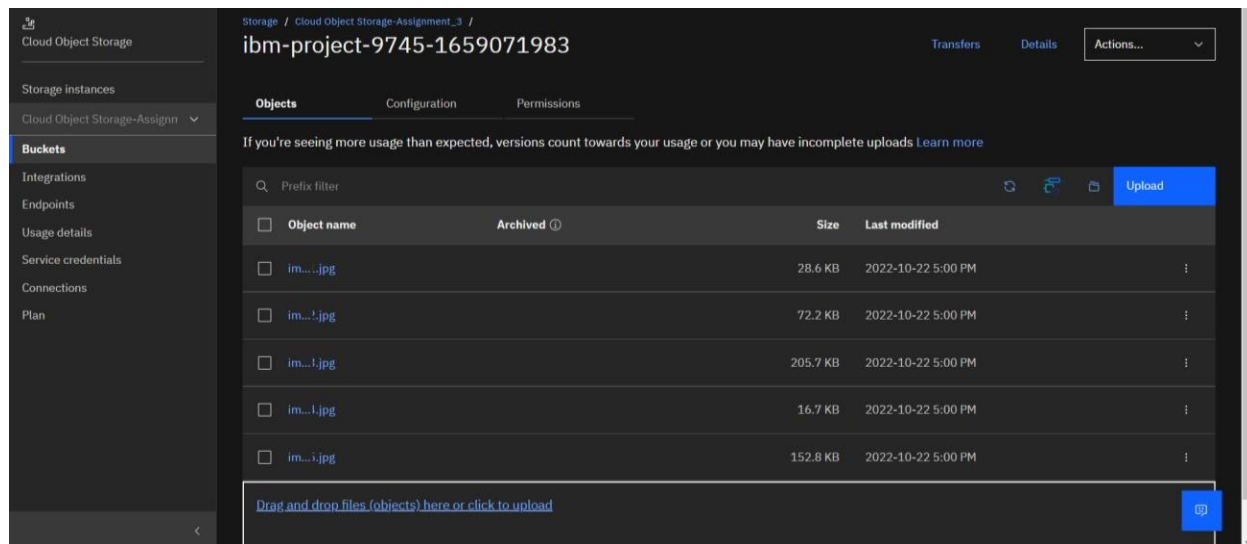 Cloud Object Storage
Storage instances
Cloud Object Storage-Assignn
Buckets
Integrations
Endpoints
Usage details
Service credentials
Connections
Plan
Storage / Cloud Object Storage-Assignment_3 /
ibm-project-9745-1659071983
Transfers Details Actions...
Objects Configuration Permissions
If you're seeing more usage than expected, versions count towards your usage or you may have incomplete uploads Learn more
Prefix filter Upload
Object name Archived Size Last modified
28.6 KB 2022-10-22 5:00 PM
72.2 KB 2022-10-22 5:00 PM
205.7 KB 2022-10-22 5:00 PM
16.7 KB 2022-10-22 5:00 PM
152.8 KB 2022-10-22 5:00 PM
Drag and drop files (objects) here or click to upload